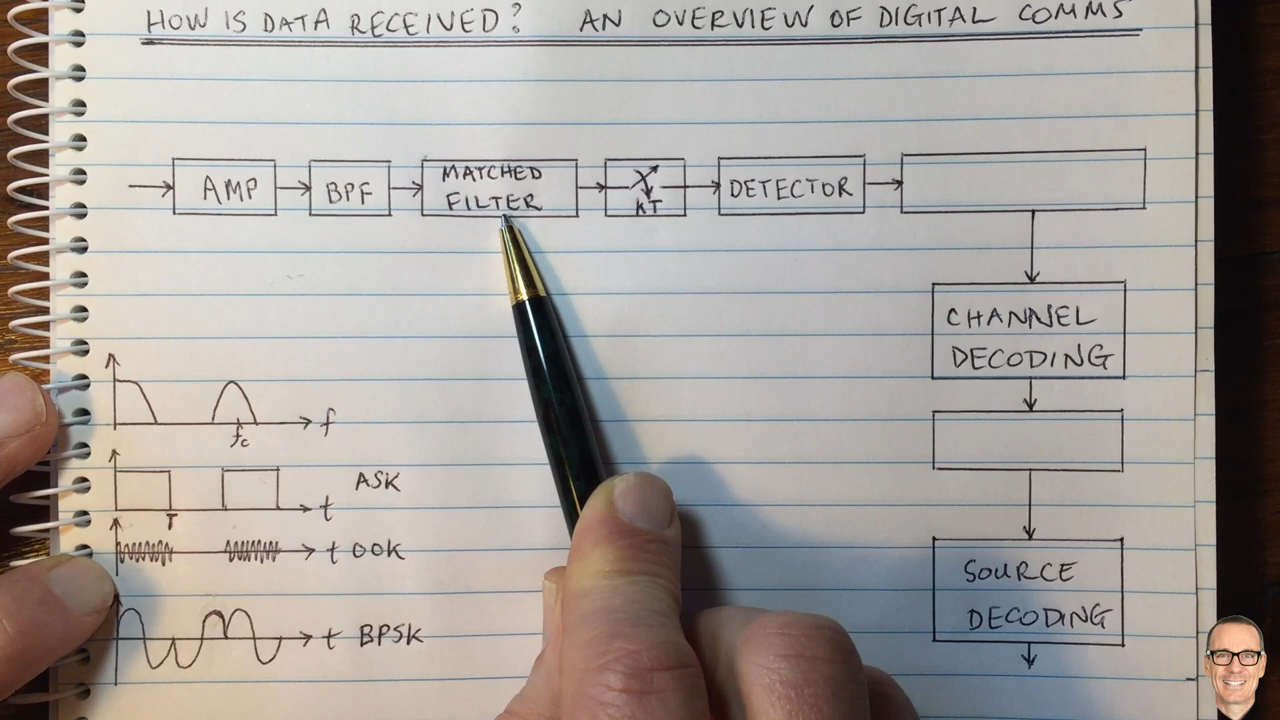 HOW IS DATA RECEIVED? AN OVERVIEW OF DIGITAL COMMS
AMP
BPF
MATCHED
FILTER
KT
DETECTOR
CHANNEL
DECODING
SOURCE
DECODING
f
fc
ASK
t
T
t OOK
t BPSK